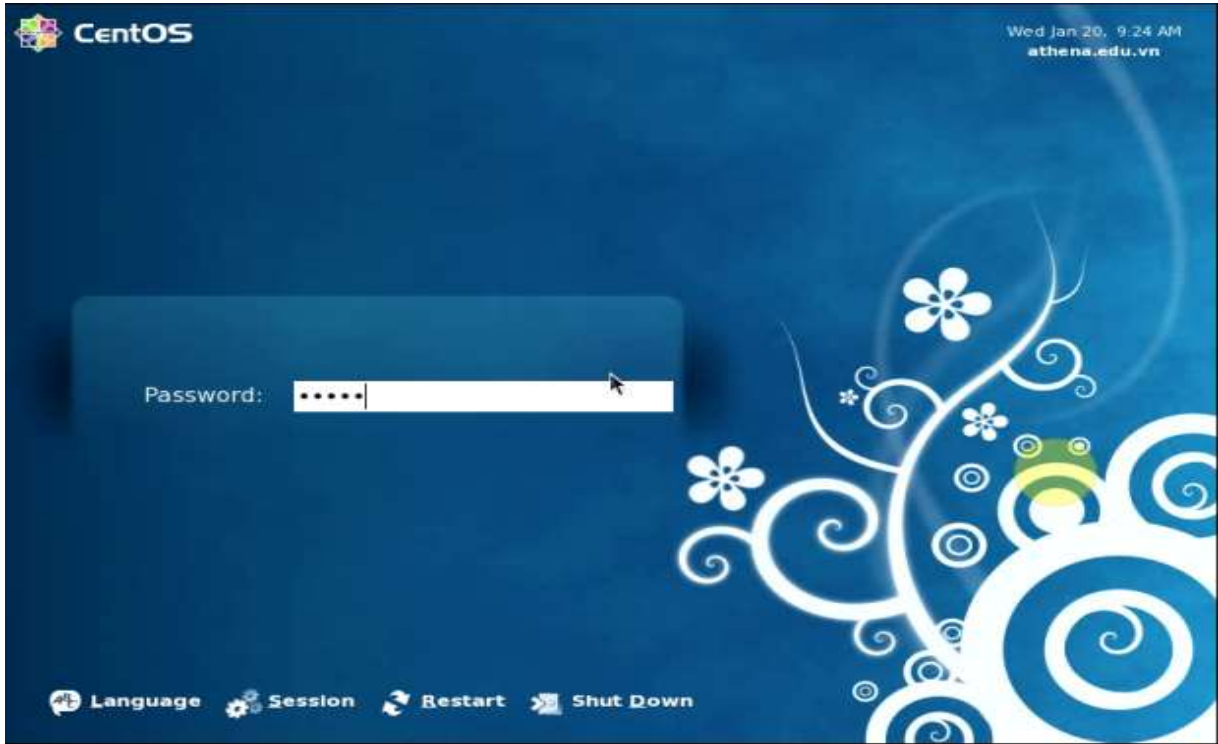 CentOS
Wed Jan 20, 9:24 AM
athena.edu.vn
Password: •••••
Language Session Restart Shut Down